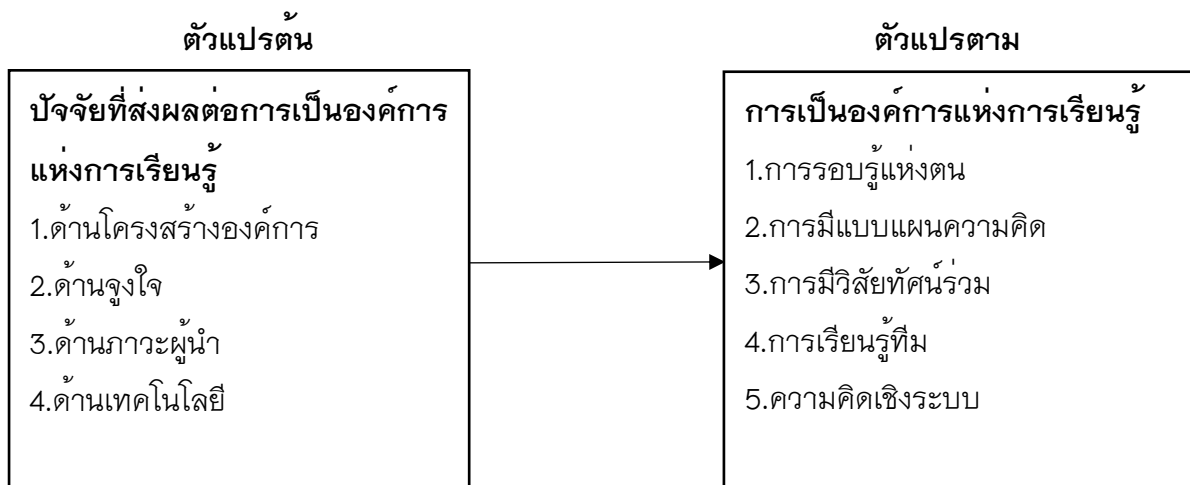 ตัวแปรต้น
ปัจจัยที่ส่งผลต่อการเป็นองค์การ
แห่งการเรียนรู้
1.ด้านโครงสร้างองค์การ
2.ด้านจูงใจ
3.ด้านภาวะผู้นำ
4.ด้านเทคโนโลยี
ตัวแปรตาม
การเป็นองค์การแห่งการเรียนรู้
1.การรอบรู้แห่งตน
2.การมีแบบแผนความคิด
3.การมีวิสัยทัศน์ร่วม
4.การเรียนรู้ทีม
5.ความคิดเชิงระบบ